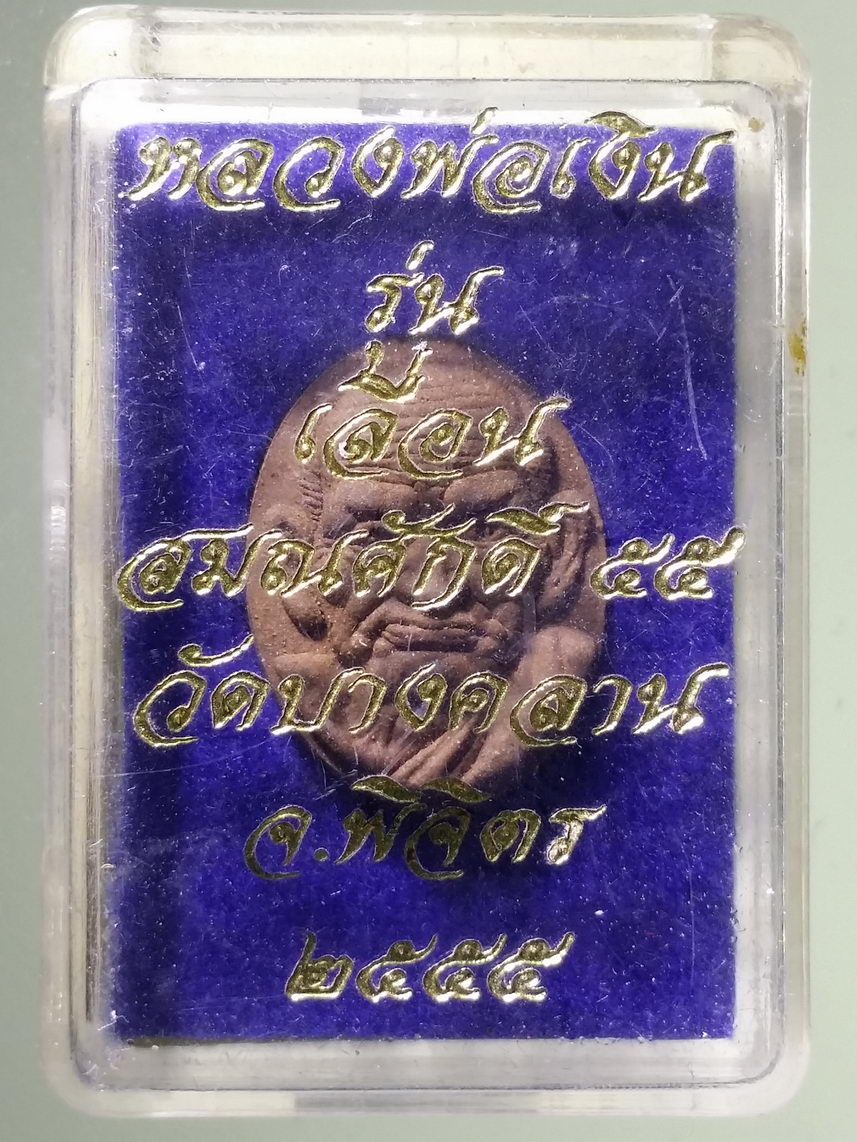 หลวงพ่อเงิน
รุ่น
เลื่อน
สมณศักดิ์ ๕๕
วัดบางคลาน
จ.พิจิตร
๒๕๕๕